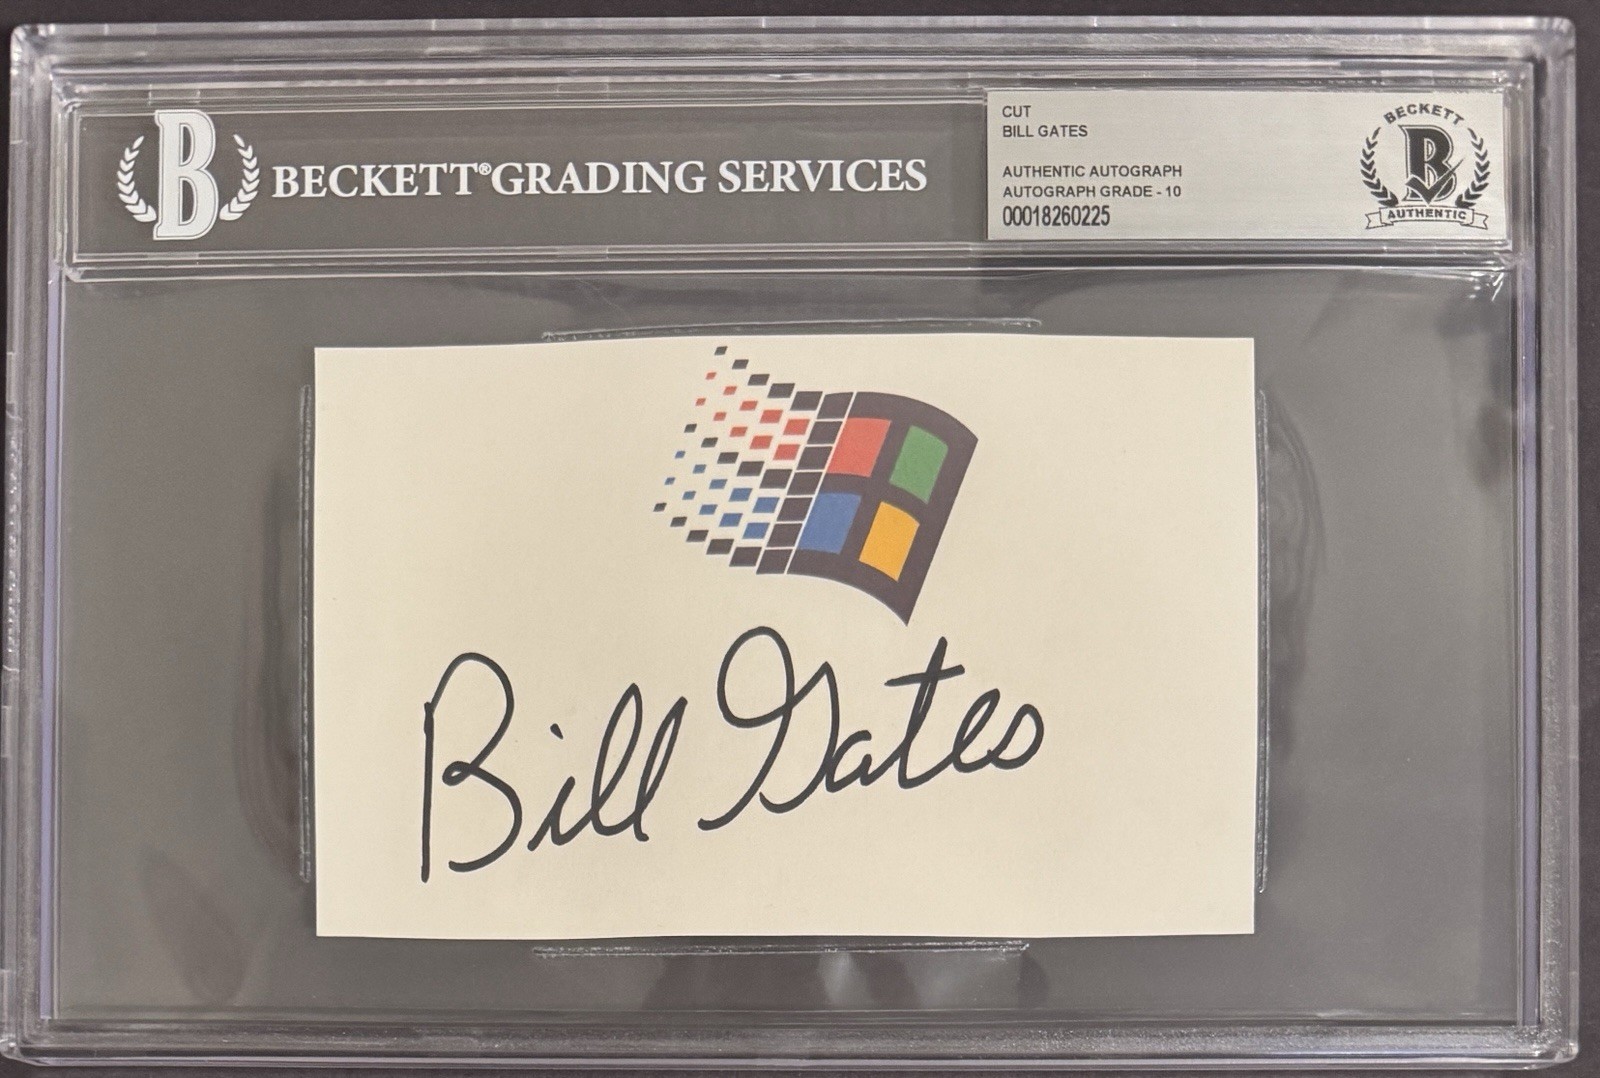 B
BECKETT® GRADING SERVICES
CUT
BILL GATES
AUTHENTIC AUTOGRAPH
AUTOGRAPH GRADE - 10
00018260225
BECKETT
B
AUTHENTIC
Bill Gates